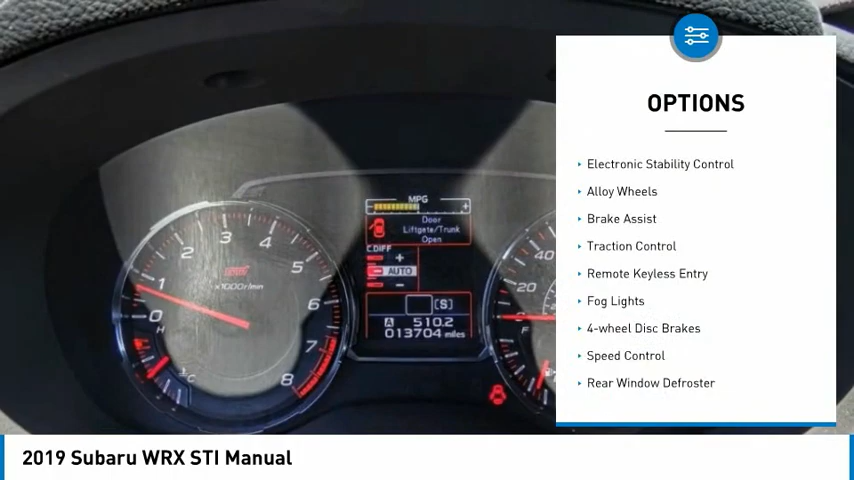 OPTIONS
Electronic Stability Control
Alloy Wheels
Brake Assist
Traction Control
Remote Keyless Entry
Fog Lights
4-wheel Disc Brakes
Speed Control
Rear Window Defroster
MPG
- +
Door
Liftgate/Trunk
Open
C.DIFF
+
AUTO
-
[S]
A 510.2
013704 miles
0 1 2 3 4 5 6 7 8
STI
x1000r/min
H
C
20 40
F
2019 Subaru WRX STI Manual